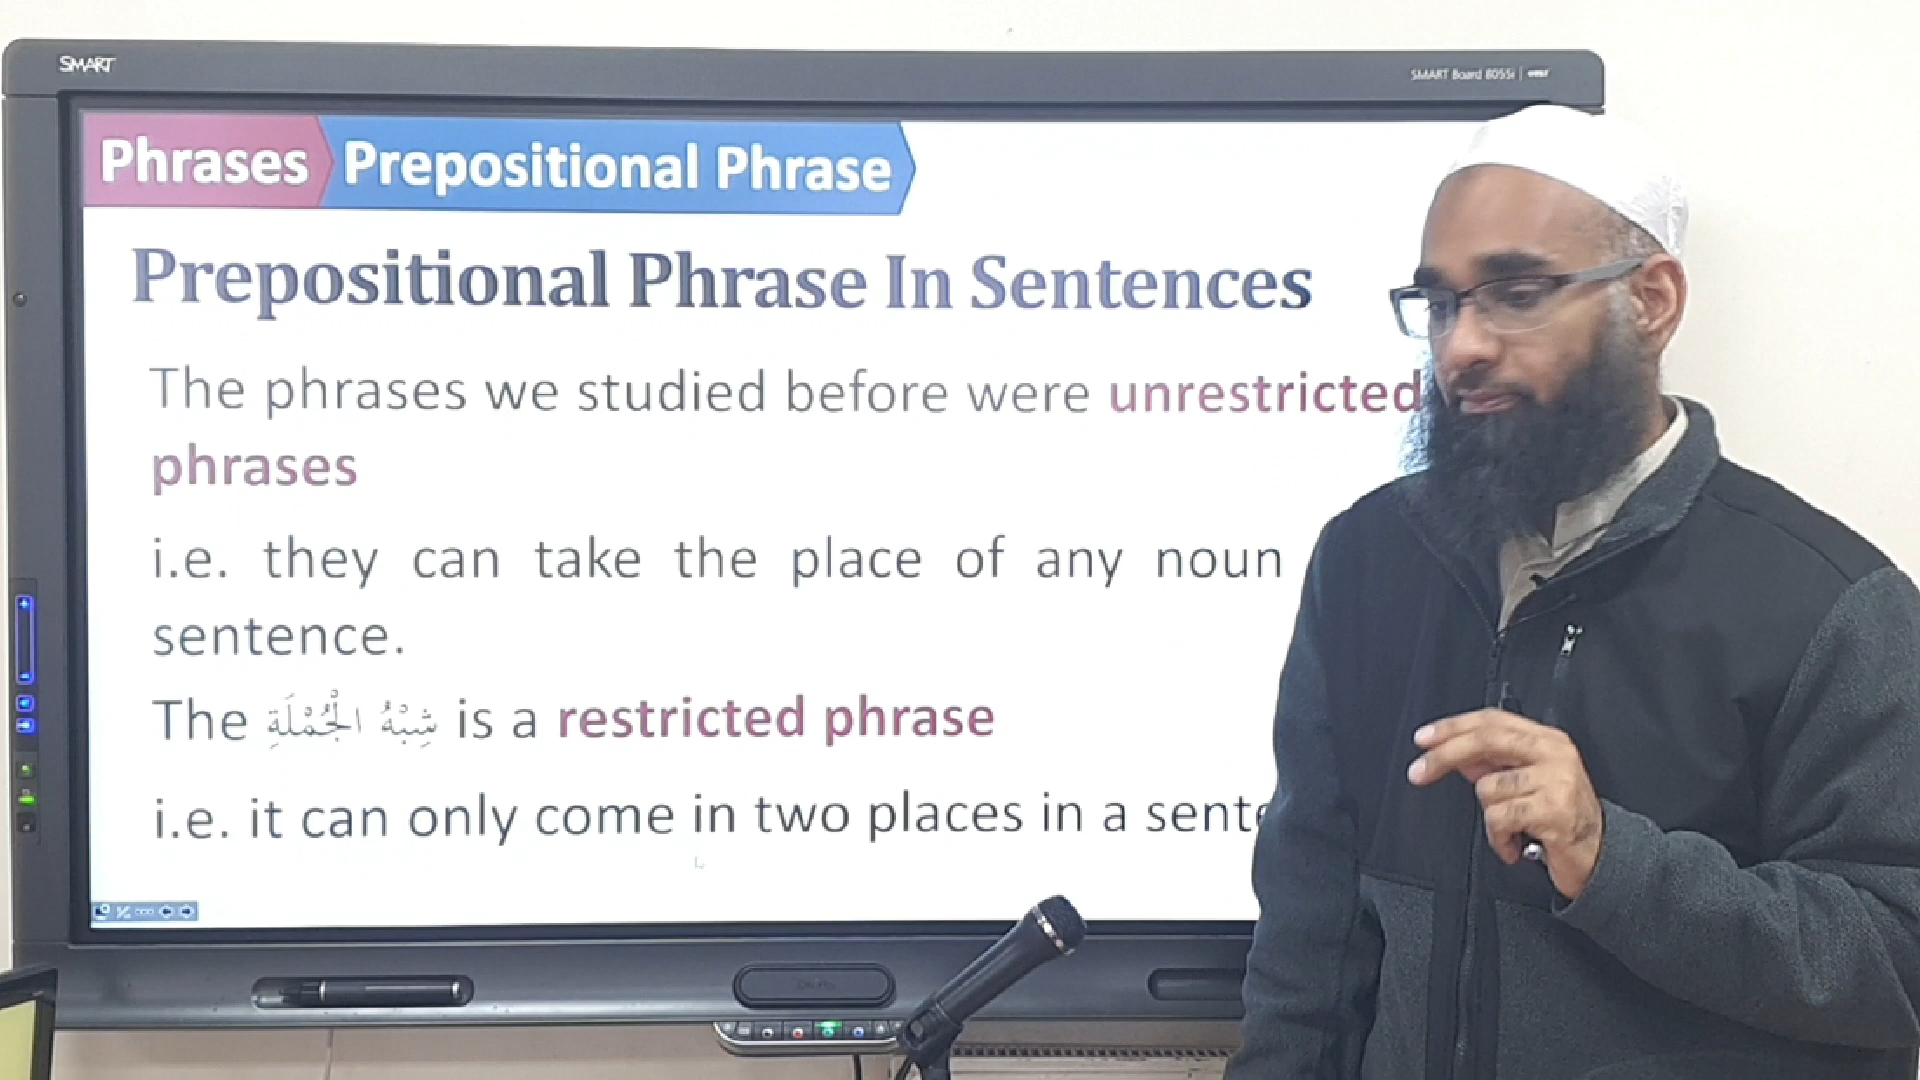 SMART
SMART Board 8055i
Phrases Prepositional Phrase
Prepositional Phrase In Sentences
The phrases we studied before were unrestricted
phrases
i.e. they can take the place of any noun
sentence.
The شِبْهُ الْجُمْلَةِ is a restricted phrase
i.e. it can only come in two places in a sente